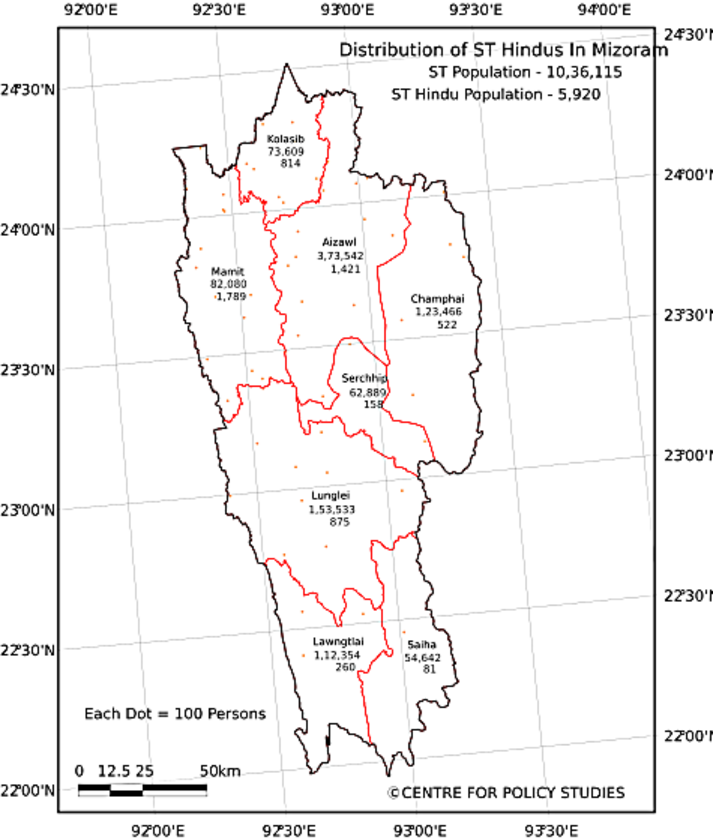 92°00'E 92°30'E 93°00'E 93°30'E 94°00'E
Distribution of ST Hindus In Mizoram
ST Population - 10,36,115
ST Hindu Population - 5,920
24°30'N
24°30'N
Kolasib
73,609
814
24°00'N
24°00'N
Aizawl
3,73,542
1,421
Mamit
82,080
1,789
Champhai
1,23,466
522
23°30'N
23°30'N
Serchhip
62,889
158
23°00'N
23°00'N
Lunglei
1,53,533
875
22°30'N
22°30'N
Lawngtlai
1,12,354
260
Saiha
54,642
81
Each Dot = 100 Persons
22°00'N
0 12.5 25 50km
22°00'N
©CENTRE FOR POLICY STUDIES
92°00'E 92°30'E 93°00'E 93°30'E